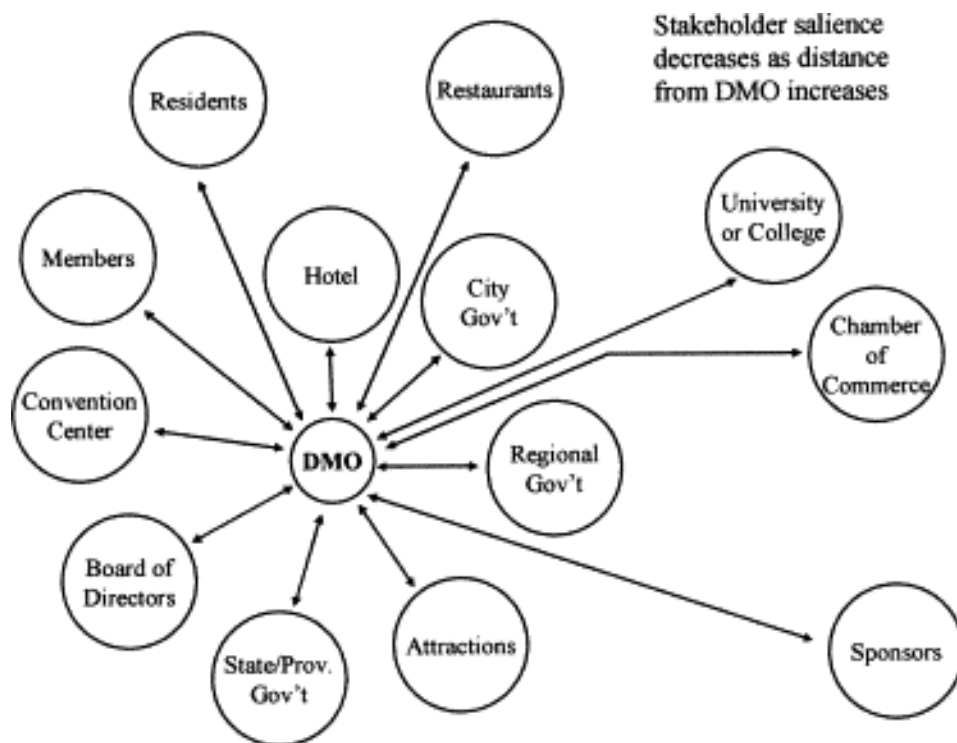 Stakeholder salience
decreases as distance
from DMO increases
Residents
Restaurants
University
or College
Members
Hotel
City
Gov't
Chamber
of
Commerce
Convention
Center
DMO
Regional
Gov't
Board of
Directors
State/Prov.
Gov't
Attractions
Sponsors